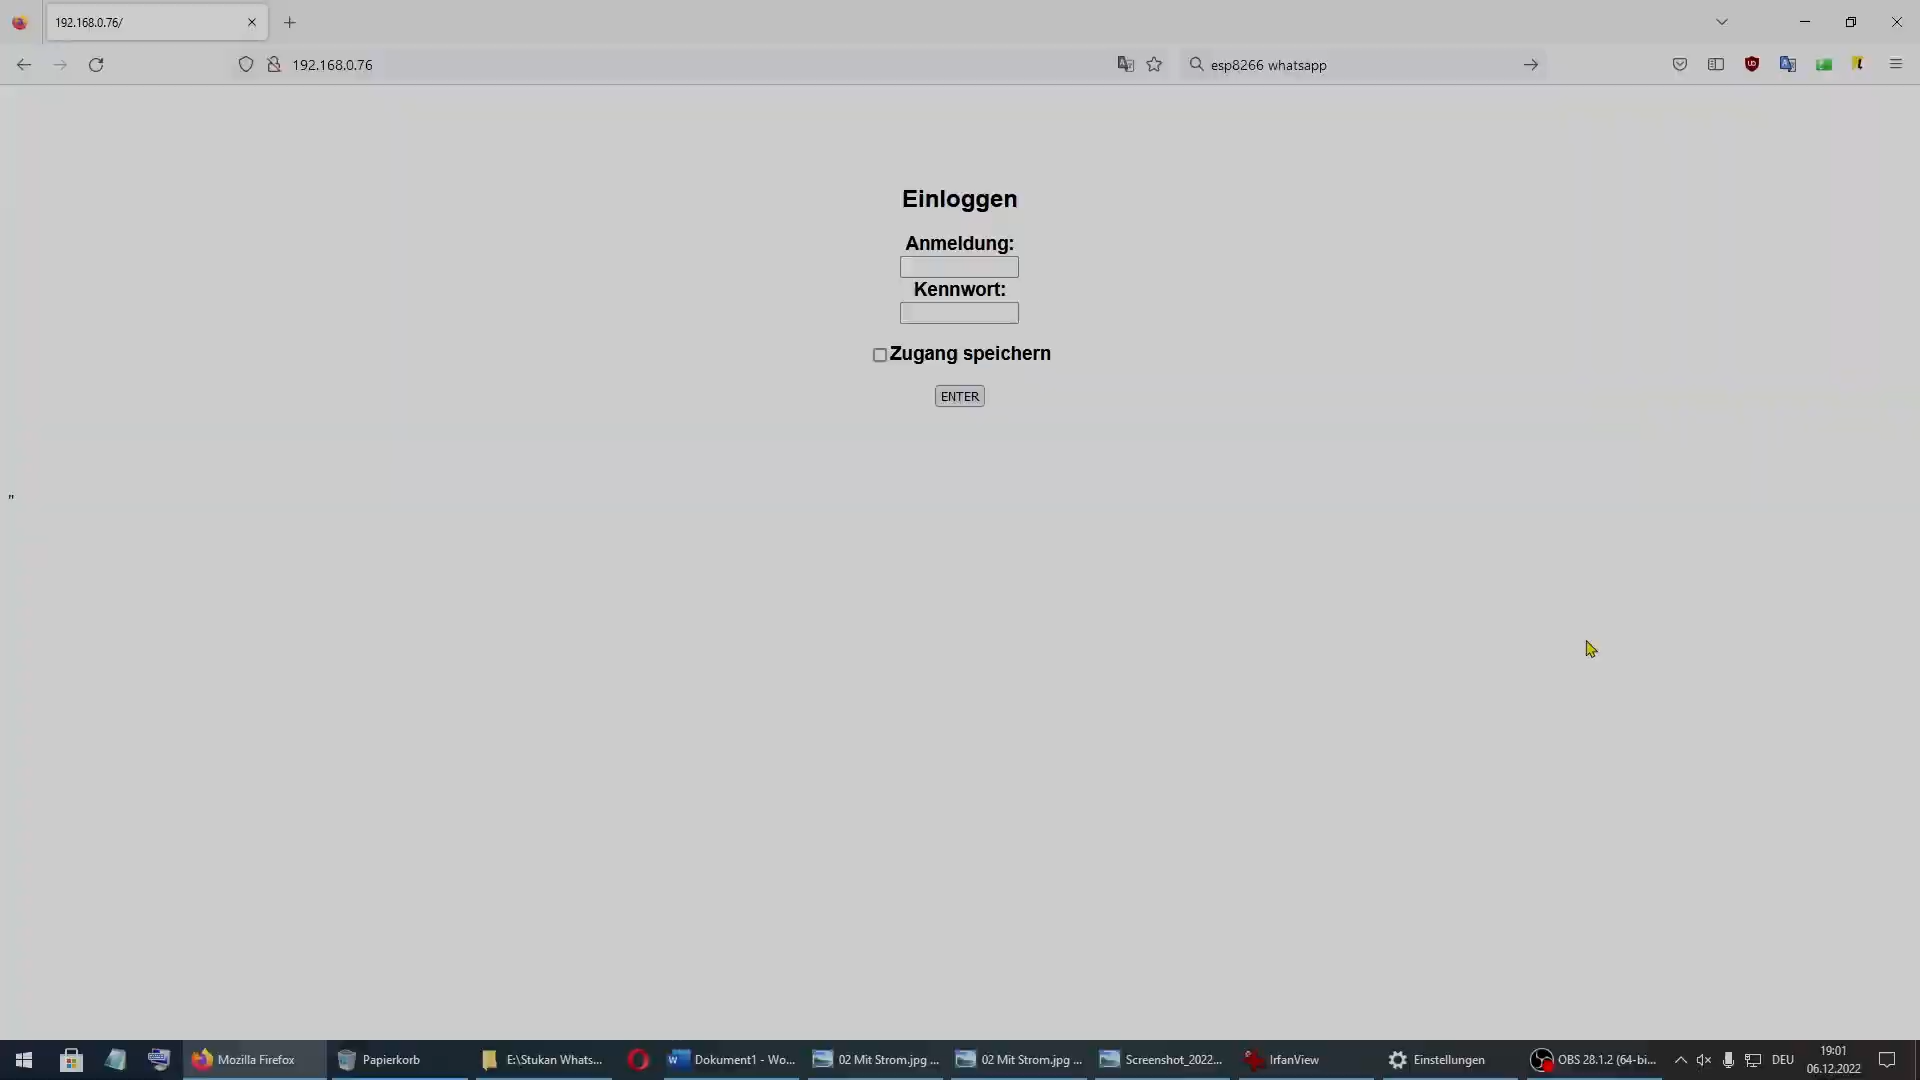 192.168.0.76/
192.168.0.76
esp8266 whatsapp
Einloggen
Anmeldung:
Kennwort:
Zugang speichern
ENTER
"
Mozilla Firefox
Papierkorb
E:\Stukan Whats...
Dokument1 - Wo...
02 Mit Strom.jpg ...
02 Mit Strom.jpg ...
Screenshot_2022...
IrfanView
Einstellungen
OBS 28.1.2 (64-bi...
DEU
19:01
06.12.2022